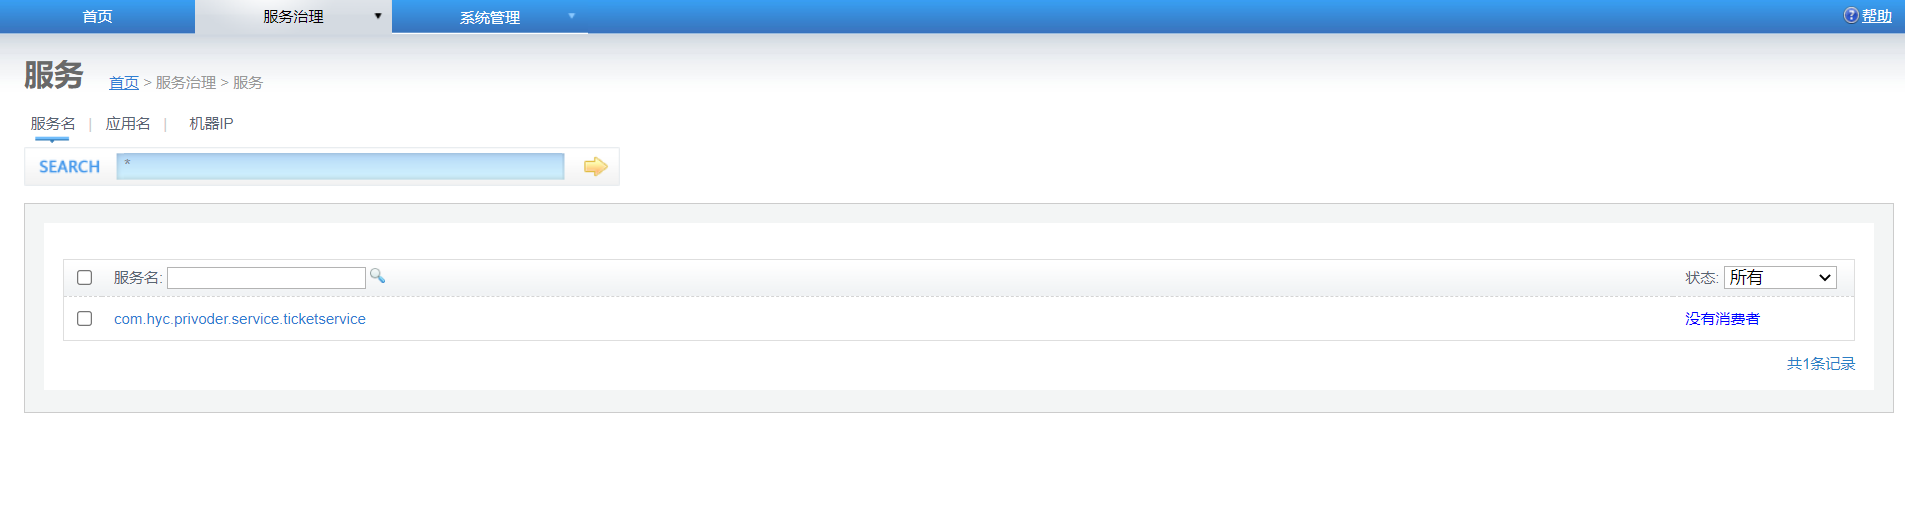 首页 服务治理 系统管理 帮助
服务 首页 > 服务治理 > 服务
服务名 | 应用名 | 机器IP
SEARCH *
服务名: 状态: 所有
com.hyc.privoder.service.ticketservice 没有消费者
共1条记录